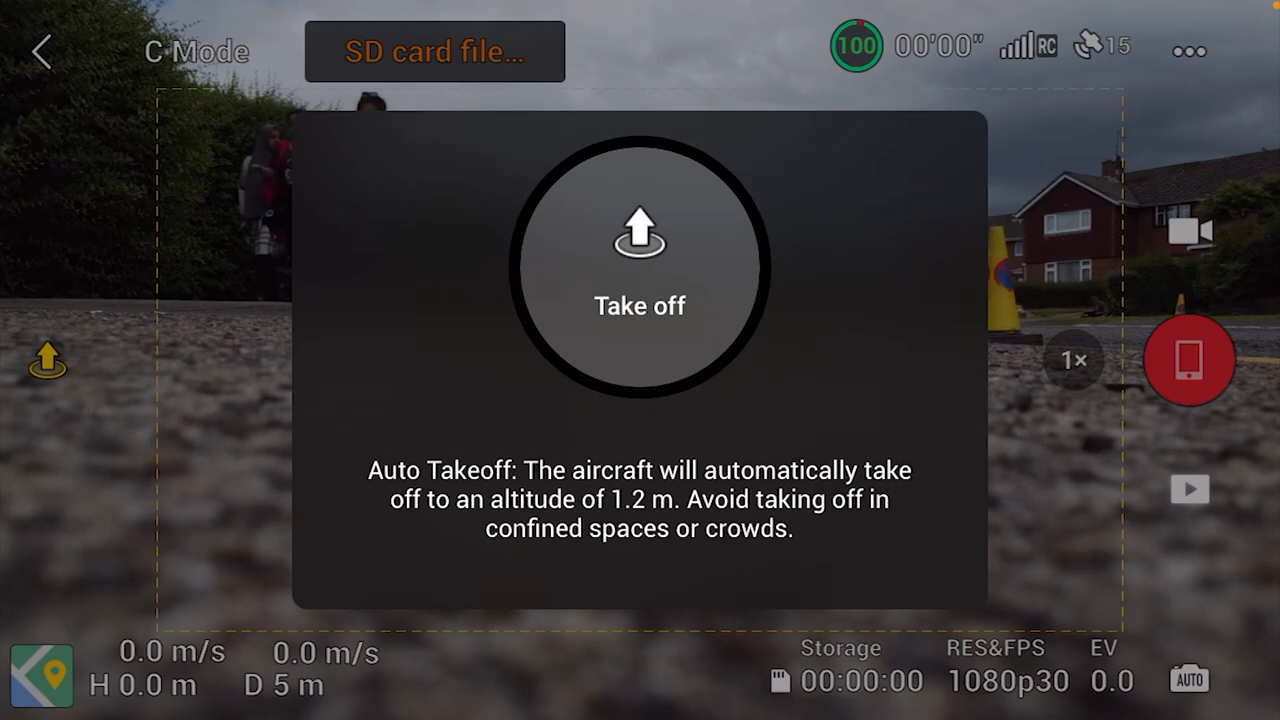 C Mode
SD card file...
100
00'00"
RC
15
Take off
1×
Auto Takeoff: The aircraft will automatically take
off to an altitude of 1.2 m. Avoid taking off in
confined spaces or crowds.
0.0 m/s 0.0 m/s
H 0.0 m D 5 m
Storage RES&FPS EV
00:00:00 1080p30 0.0
AUTO